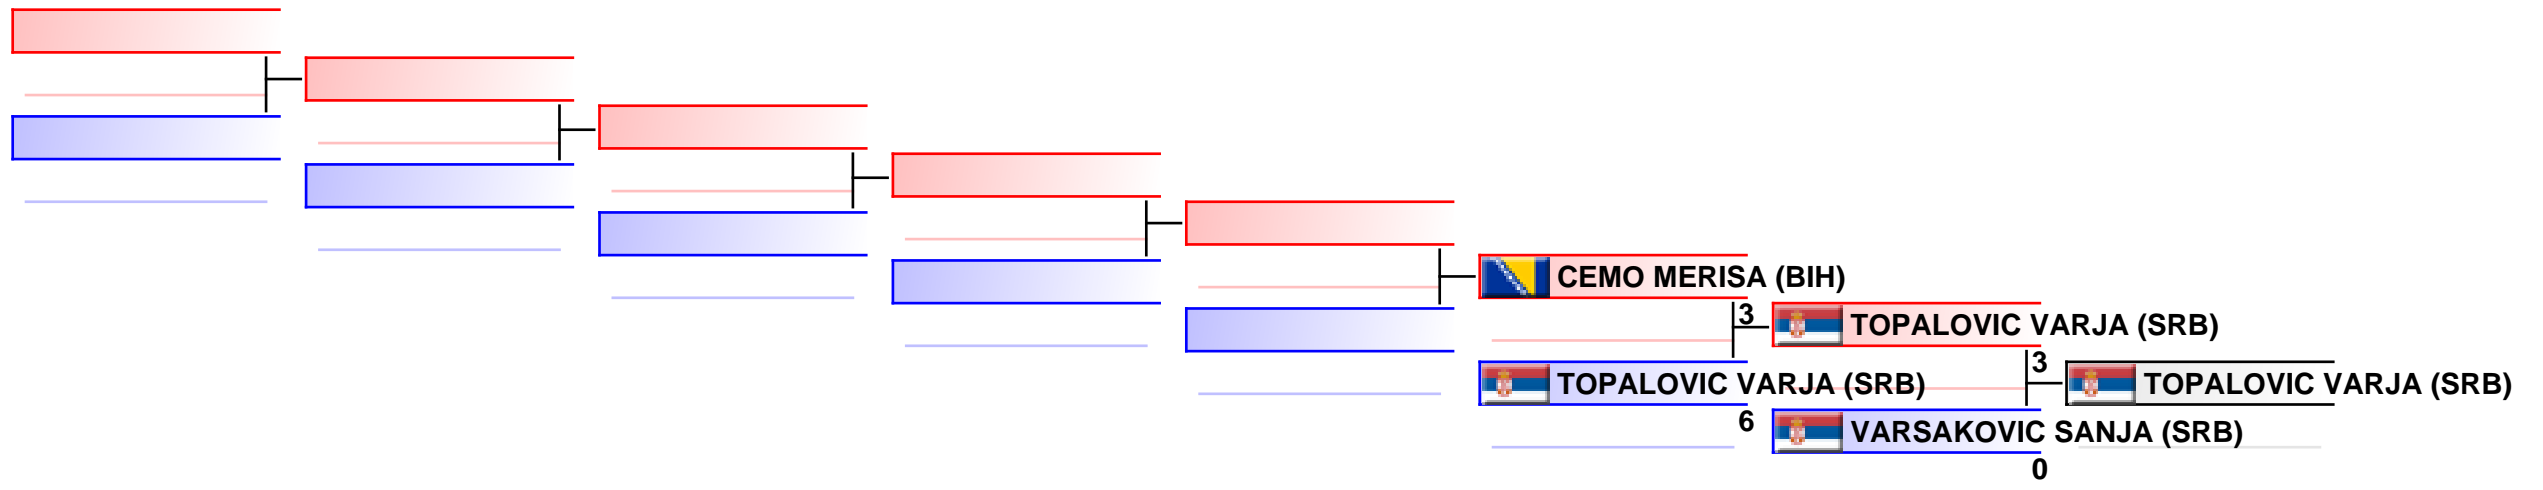 CEMO MERISA (BIH)
3
TOPALOVIC VARJA (SRB)
3
TOPALOVIC VARJA (SRB)
TOPALOVIC VARJA (SRB)
6
VARSAKOVIC SANJA (SRB)
0